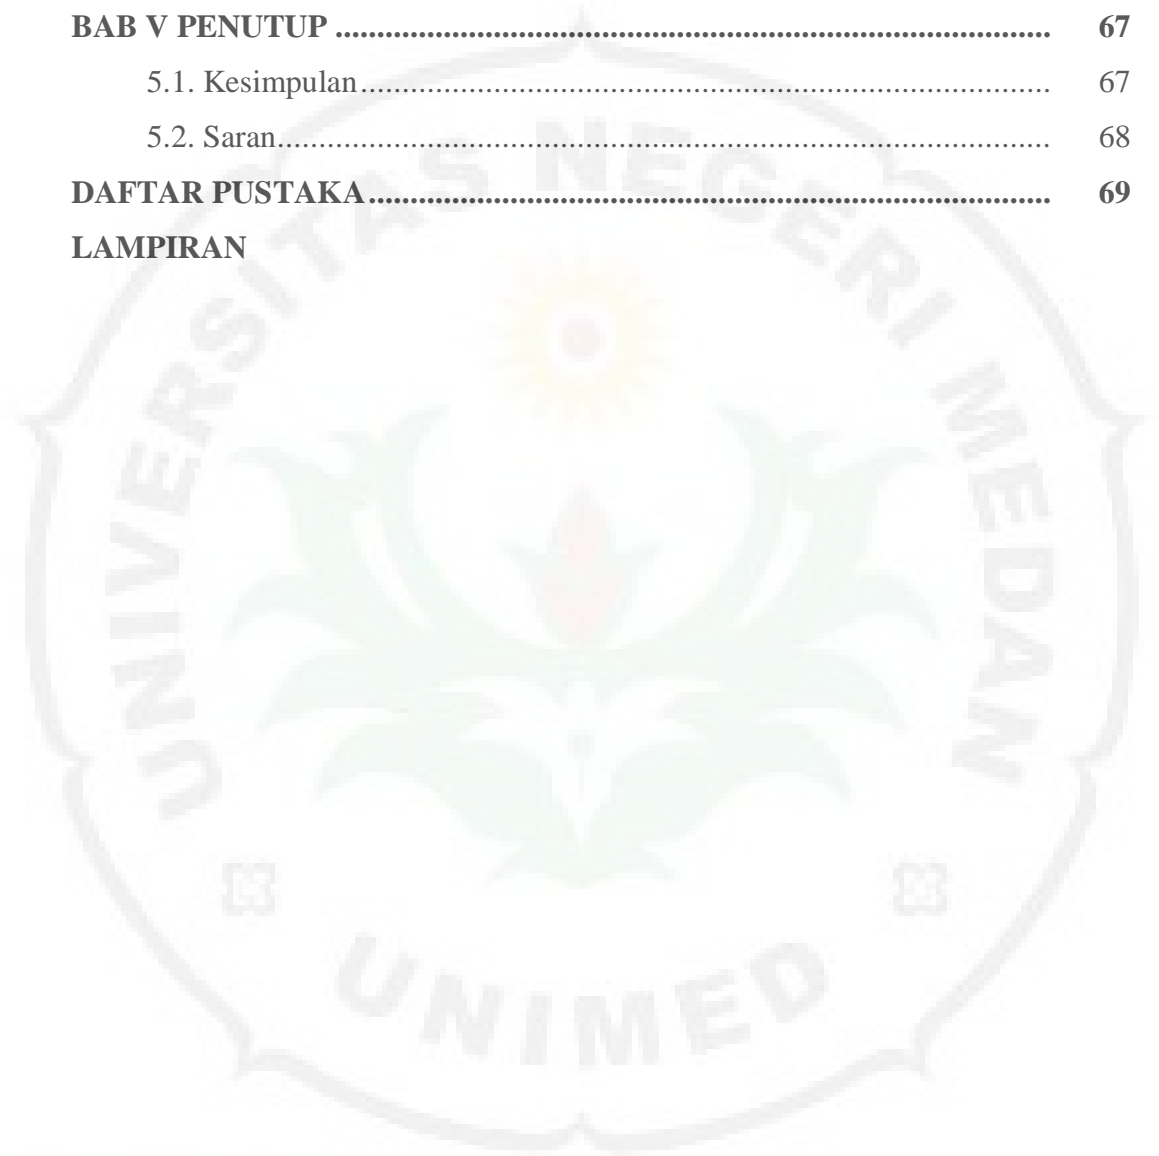 BAB V PENUTUP ........................................................................................... 67
5.1. Kesimpulan........................................................................................ 67
5.2. Saran.................................................................................................. 68
DAFTAR PUSTAKA...................................................................................... 69
LAMPIRAN
UNIVERSITAS NEGERI MEDAN
UNIMED